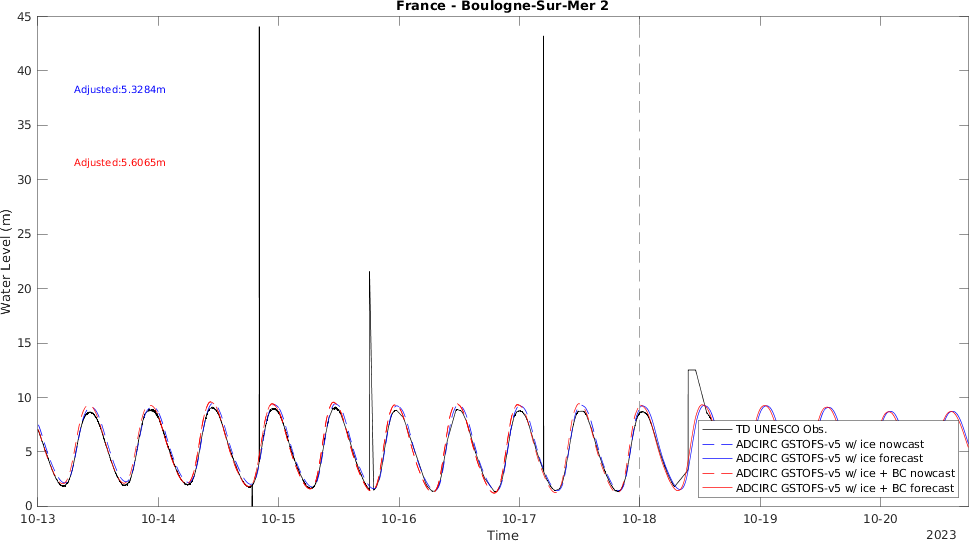 France - Boulogne-Sur-Mer 2
45
40
35
30
25
20
15
10
5
0
Water Level (m)
Adjusted:5.3284m
Adjusted:5.6065m
TD UNESCO Obs.
ADCIRC GSTOFS-v5 w/ ice nowcast
ADCIRC GSTOFS-v5 w/ ice forecast
ADCIRC GSTOFS-v5 w/ ice + BC nowcast
ADCIRC GSTOFS-v5 w/ ice + BC forecast
10-13 10-14 10-15 10-16 10-17 10-18 10-19 10-20
Time
2023